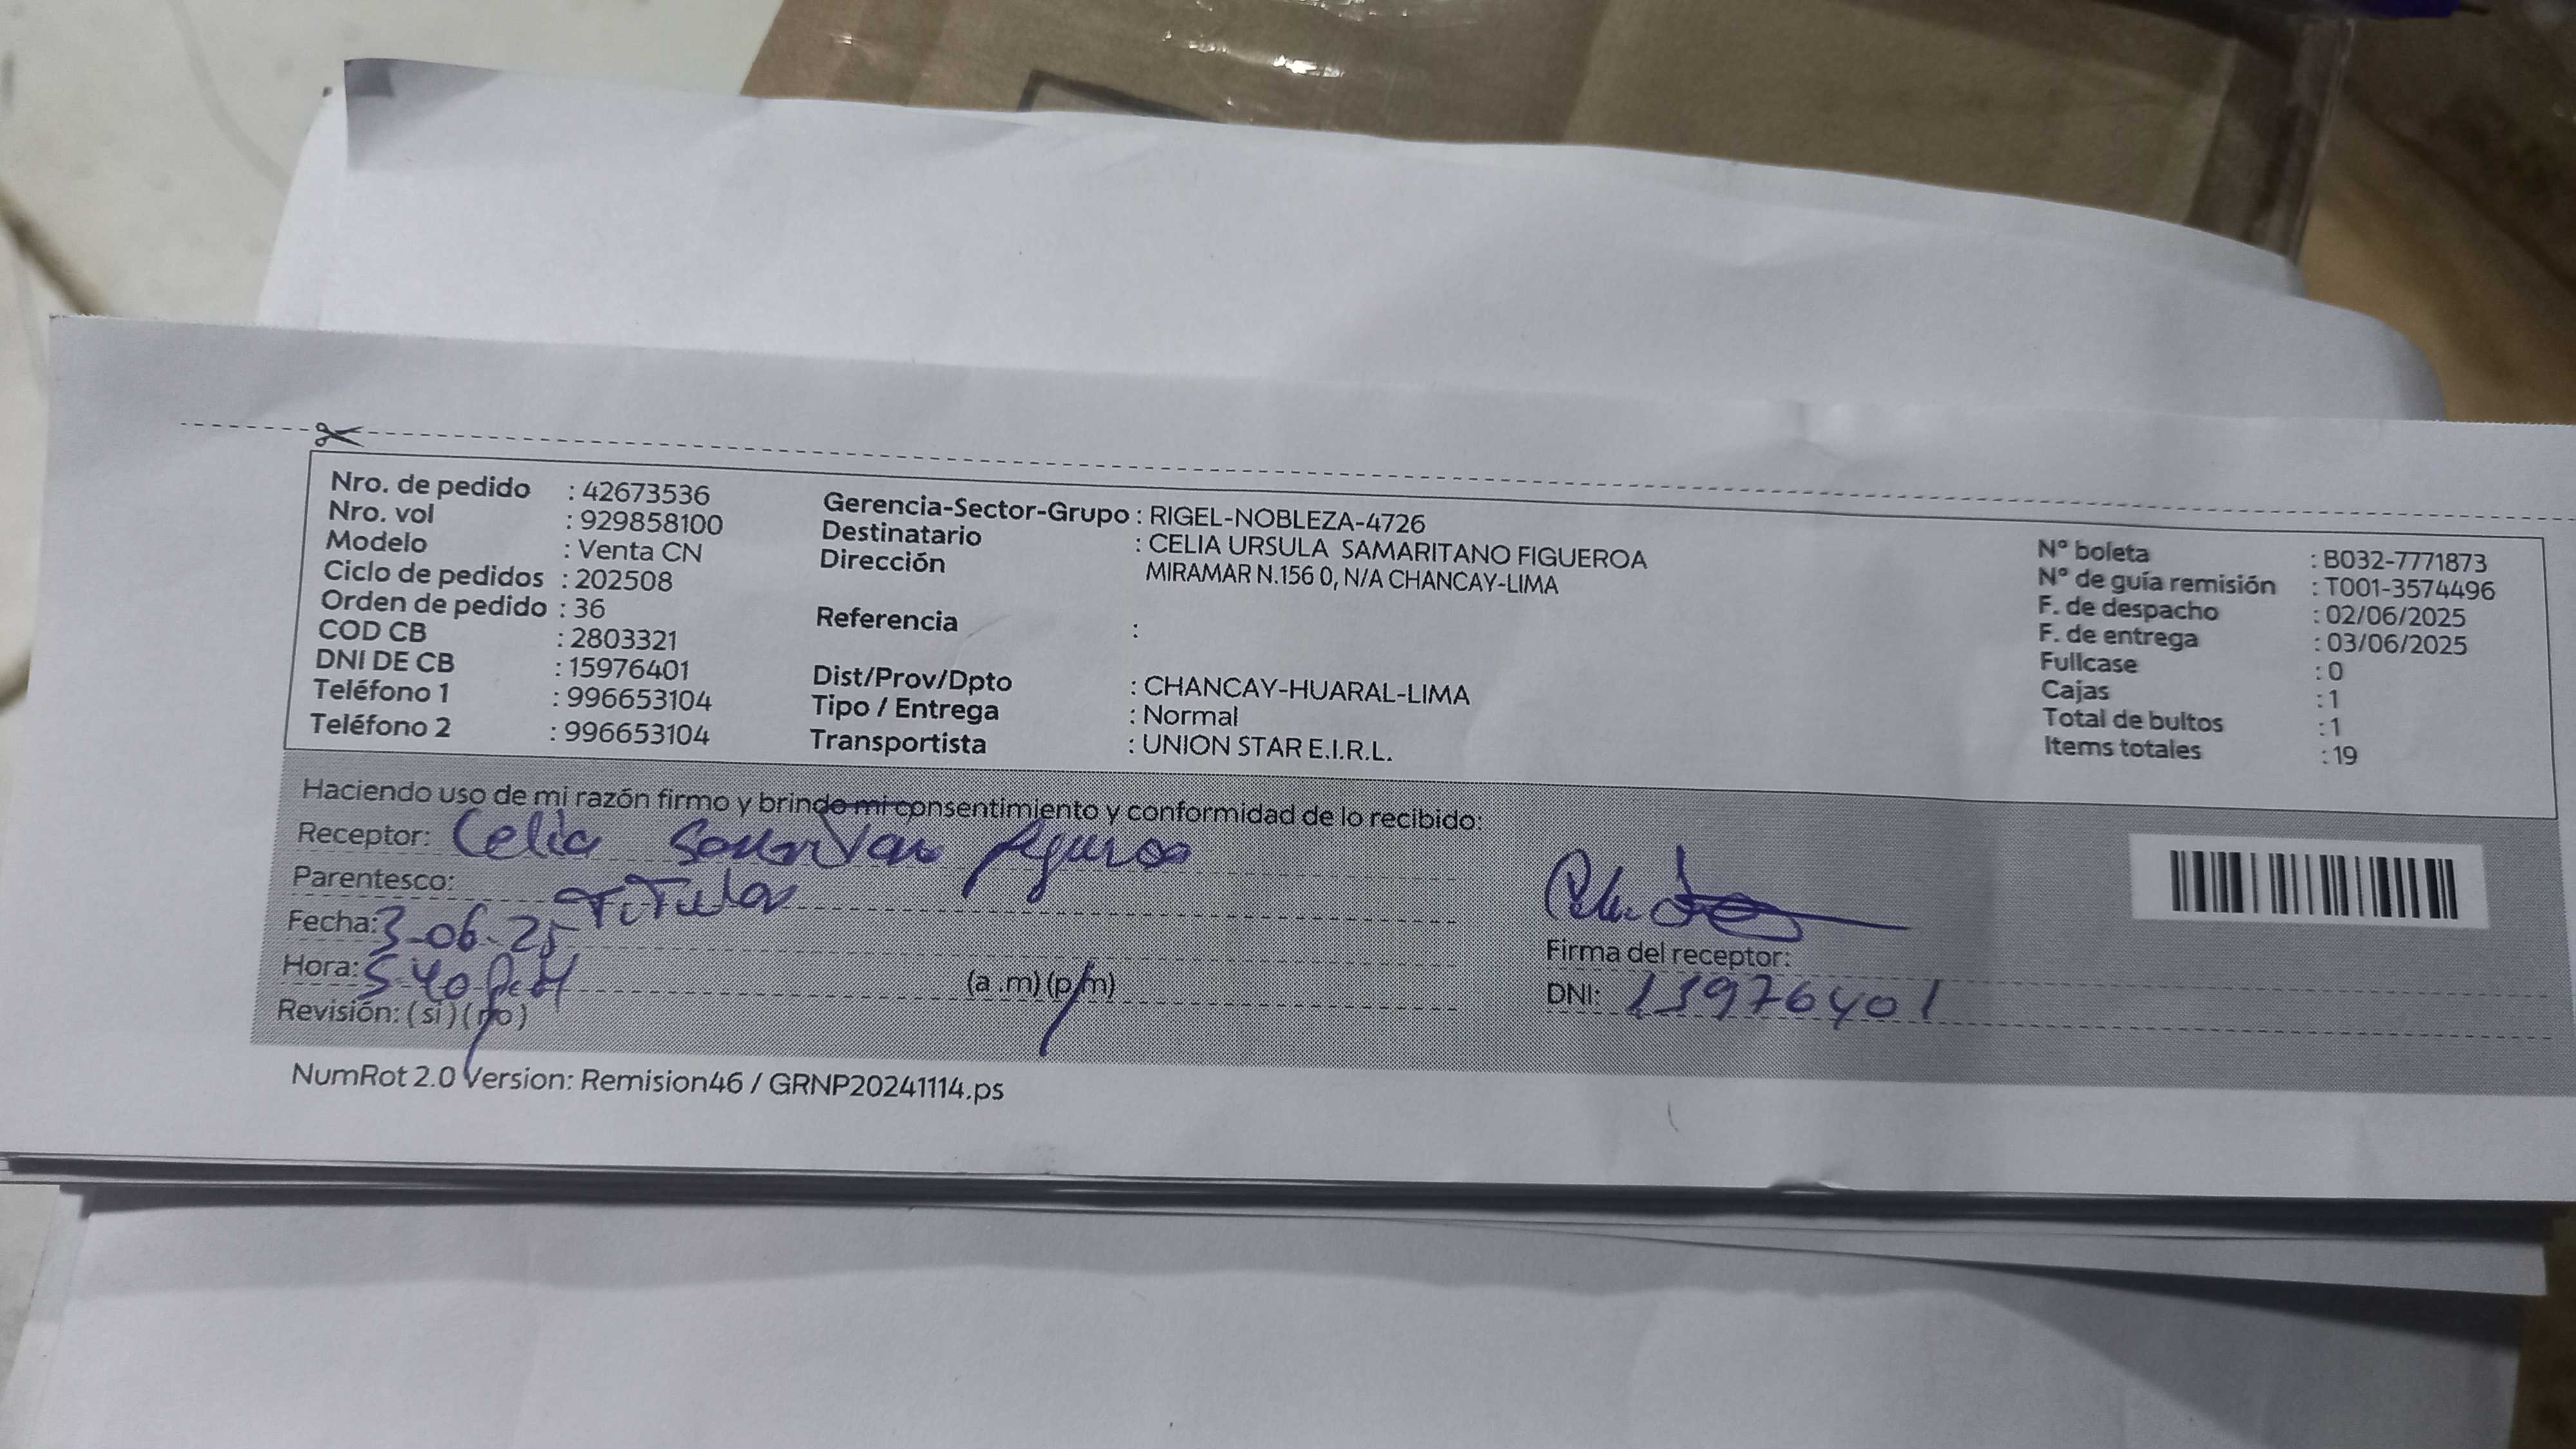 Nro. de pedido : 42673536
Nro. vol : 929858100
Modelo : Venta CN
Ciclo de pedidos : 202508
Orden de pedido : 36
COD CB : 2803321
DNI DE CB : 15976401
Teléfono 1 : 996653104
Teléfono 2 : 996653104
Gerencia-Sector-Grupo : RIGEL-NOBLEZA-4726
Destinatario : CELIA URSULA SAMARITANO FIGUEROA
Dirección MIRAMAR N.156 0, N/A CHANCAY-LIMA
Referencia :
Dist/Prov/Dpto : CHANCAY-HUARAL-LIMA
Tipo / Entrega : Normal
Transportista : UNION STAR E.I.R.L.
N° boleta : B032-7771873
N° de guía remisión : T001-3574496
F. de despacho : 02/06/2025
F. de entrega : 03/06/2025
Fullcase : 0
Cajas : 1
Total de bultos : 1
Items totales : 19
Haciendo uso de mi razón firmo y brindo mi consentimiento y conformidad de lo recibido:
Receptor: Celia
Parentesco: Titular
Fecha: 3-06-25
Hora: 5.40 P.M (a .m) (p/m)
Revisión: (si) (no)
Firma del receptor:
DNI: 15976401
NumRot 2.0 Version: Remision46 / GRNP20241114.ps